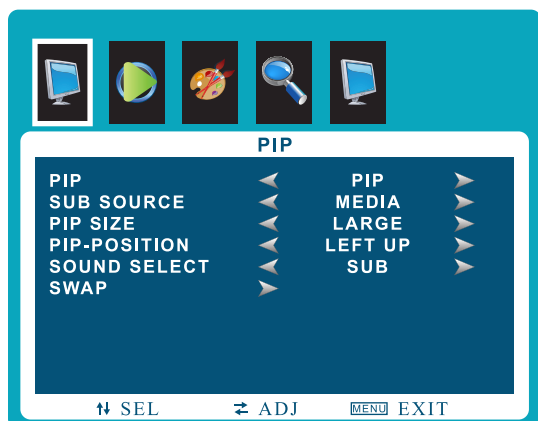 PIP
PIP PIP
SUB SOURCE MEDIA
PIP SIZE LARGE
PIP-POSITION LEFT UP
SOUND SELECT SUB
SWAP
SEL ADJ MENU EXIT